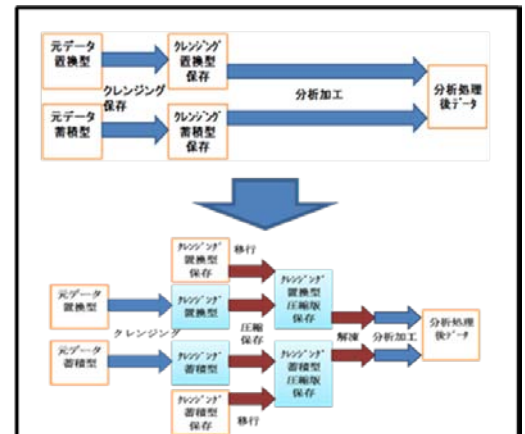 元データ
置換型
クレンジング
置換型
保存
クレンジング
保存
分析加工
分析処理
後データ
元データ
蓄積型
クレンジング
蓄積型
保存
クレンジング
置換型
保存
移行
元データ
置換型
クレンジング
置換型
クレンジング
置換型
圧縮版
保存
クレンジング
圧縮
保存
解凍
分析加工
分析処理
後データ
元データ
蓄積型
クレンジング
蓄積型
クレンジング
蓄積型
圧縮版
保存
クレンジング
蓄積型
保存
移行